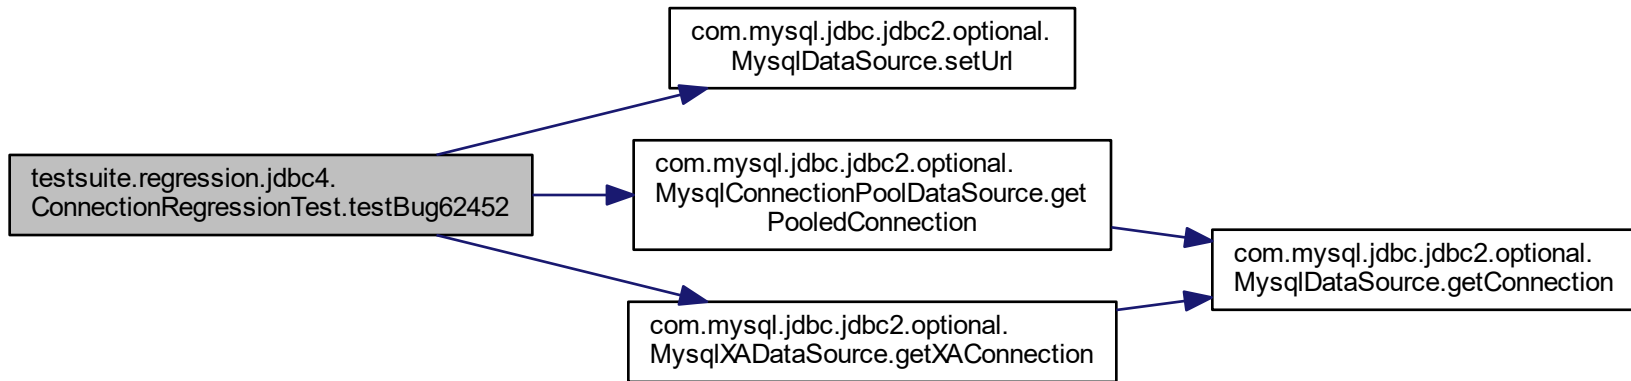 com.mysql.jdbc.jdbc2.optional.
MysqlDataSource.setUrl
testsuite.regression.jdbc4.
ConnectionRegressionTest.testBug62452
com.mysql.jdbc.jdbc2.optional.
MysqlConnectionPoolDataSource.get
PooledConnection
com.mysql.jdbc.jdbc2.optional.
MysqlDataSource.getConnection
com.mysql.jdbc.jdbc2.optional.
MysqlXADataSource.getXAConnection